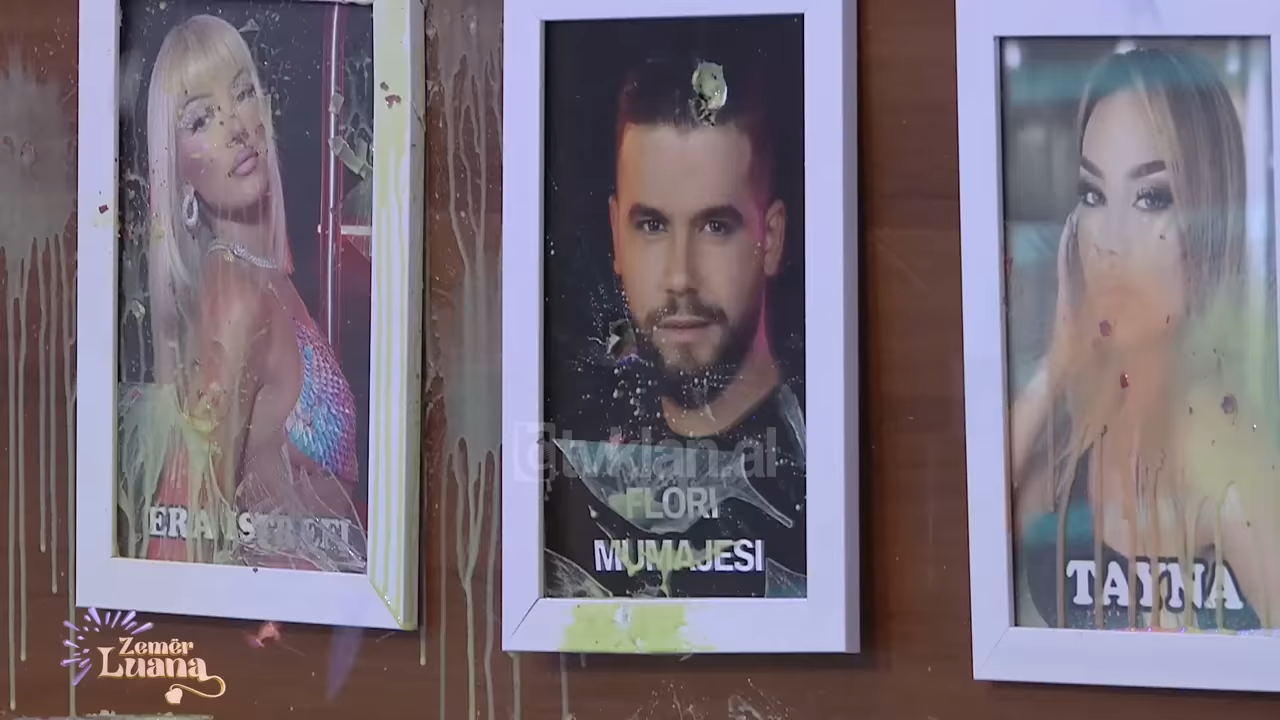 ERA ISTREFI
FLORI
MUMAJESI
TAYNA
tvklan.al
Zemër
Luana